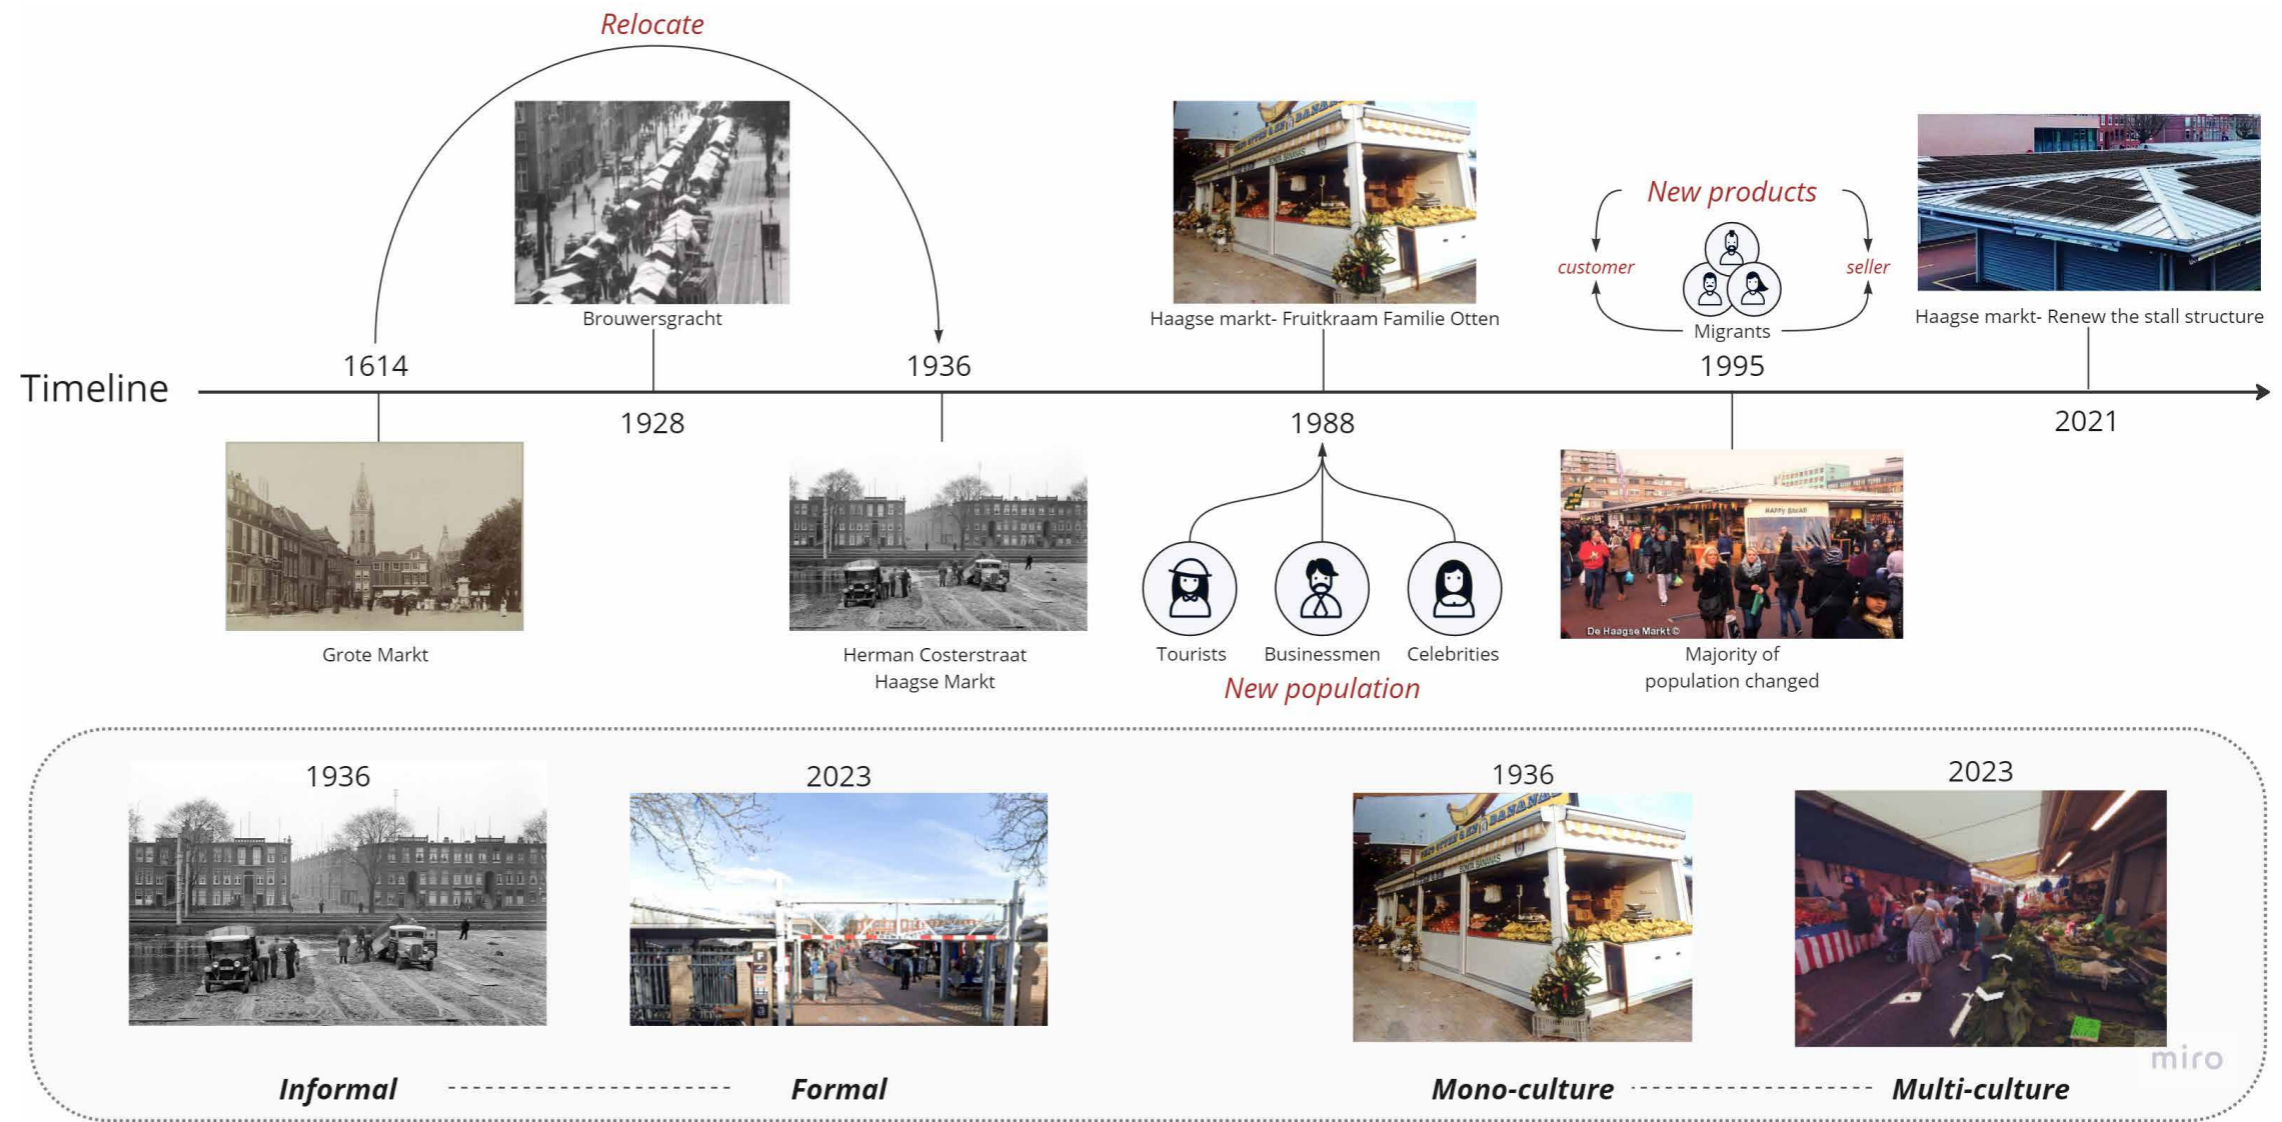 Relocate
Brouwersgracht
Haagse markt- Fruitkraam Familie Otten
New products
customer
seller
Migrants
Haagse markt- Renew the stall structure
Timeline
1614
1936
1995
1928
1988
2021
Grote Markt
Herman Costerstraat
Haagse Markt
Tourists
Businessmen
Celebrities
New population
HAPPY
De Haagse Markt ©
Majority of
population changed
1936
2023
1936
2023
BANANAS
Informal
Formal
Mono-culture
Multi-culture
miro